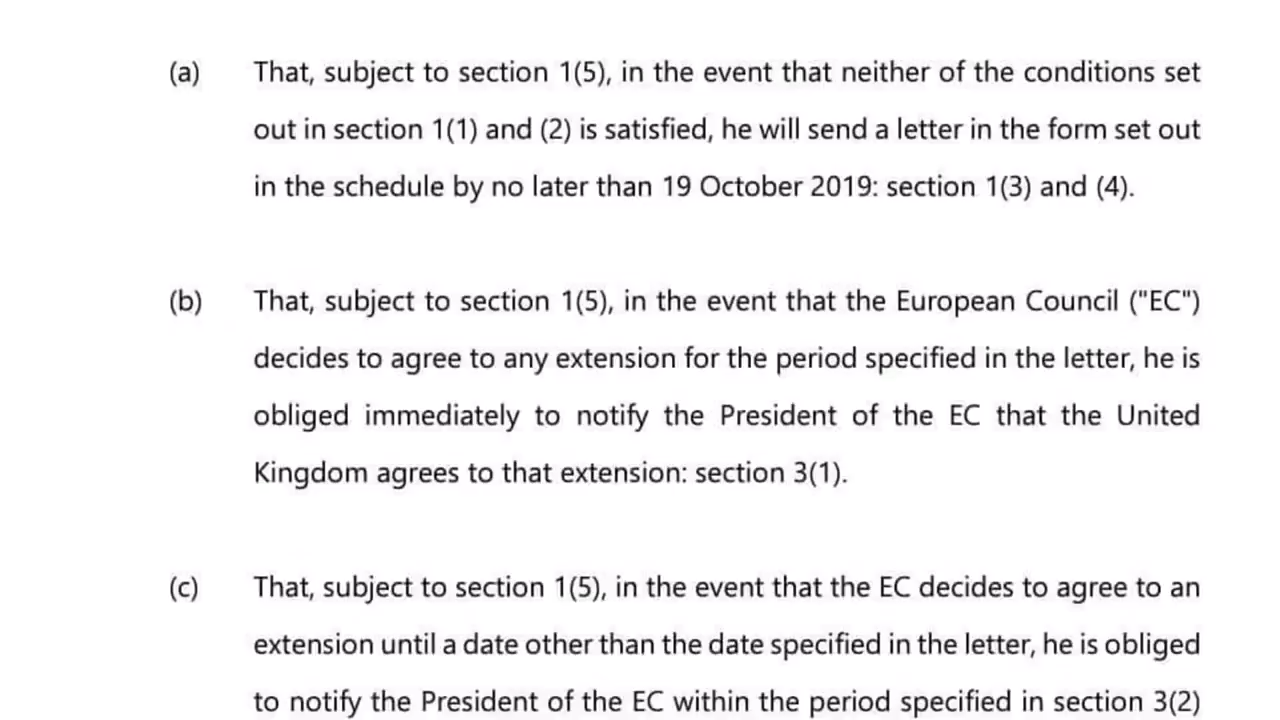 (a) That, subject to section 1(5), in the event that neither of the conditions set
out in section 1(1) and (2) is satisfied, he will send a letter in the form set out
in the schedule by no later than 19 October 2019: section 1(3) and (4).
(b) That, subject to section 1(5), in the event that the European Council ("EC")
decides to agree to any extension for the period specified in the letter, he is
obliged immediately to notify the President of the EC that the United
Kingdom agrees to that extension: section 3(1).
(c) That, subject to section 1(5), in the event that the EC decides to agree to an
extension until a date other than the date specified in the letter, he is obliged
to notify the President of the EC within the period specified in section 3(2)